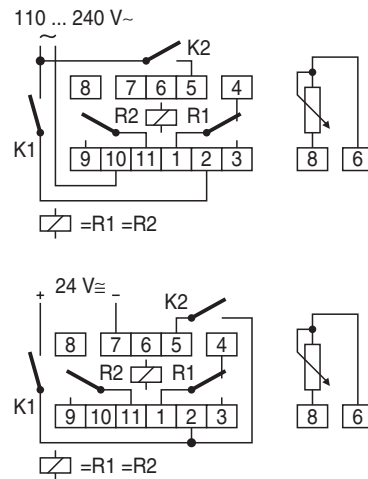 110 ... 240 V~
~
K2
8 7 6 5 4
R2 R1
K1
9 10 11 1 2 3
8 6
=R1 =R2
+ 24 V≅ –
K2
8 7 6 5 4
R2 R1
K1
9 10 11 1 2 3
8 6
=R1 =R2